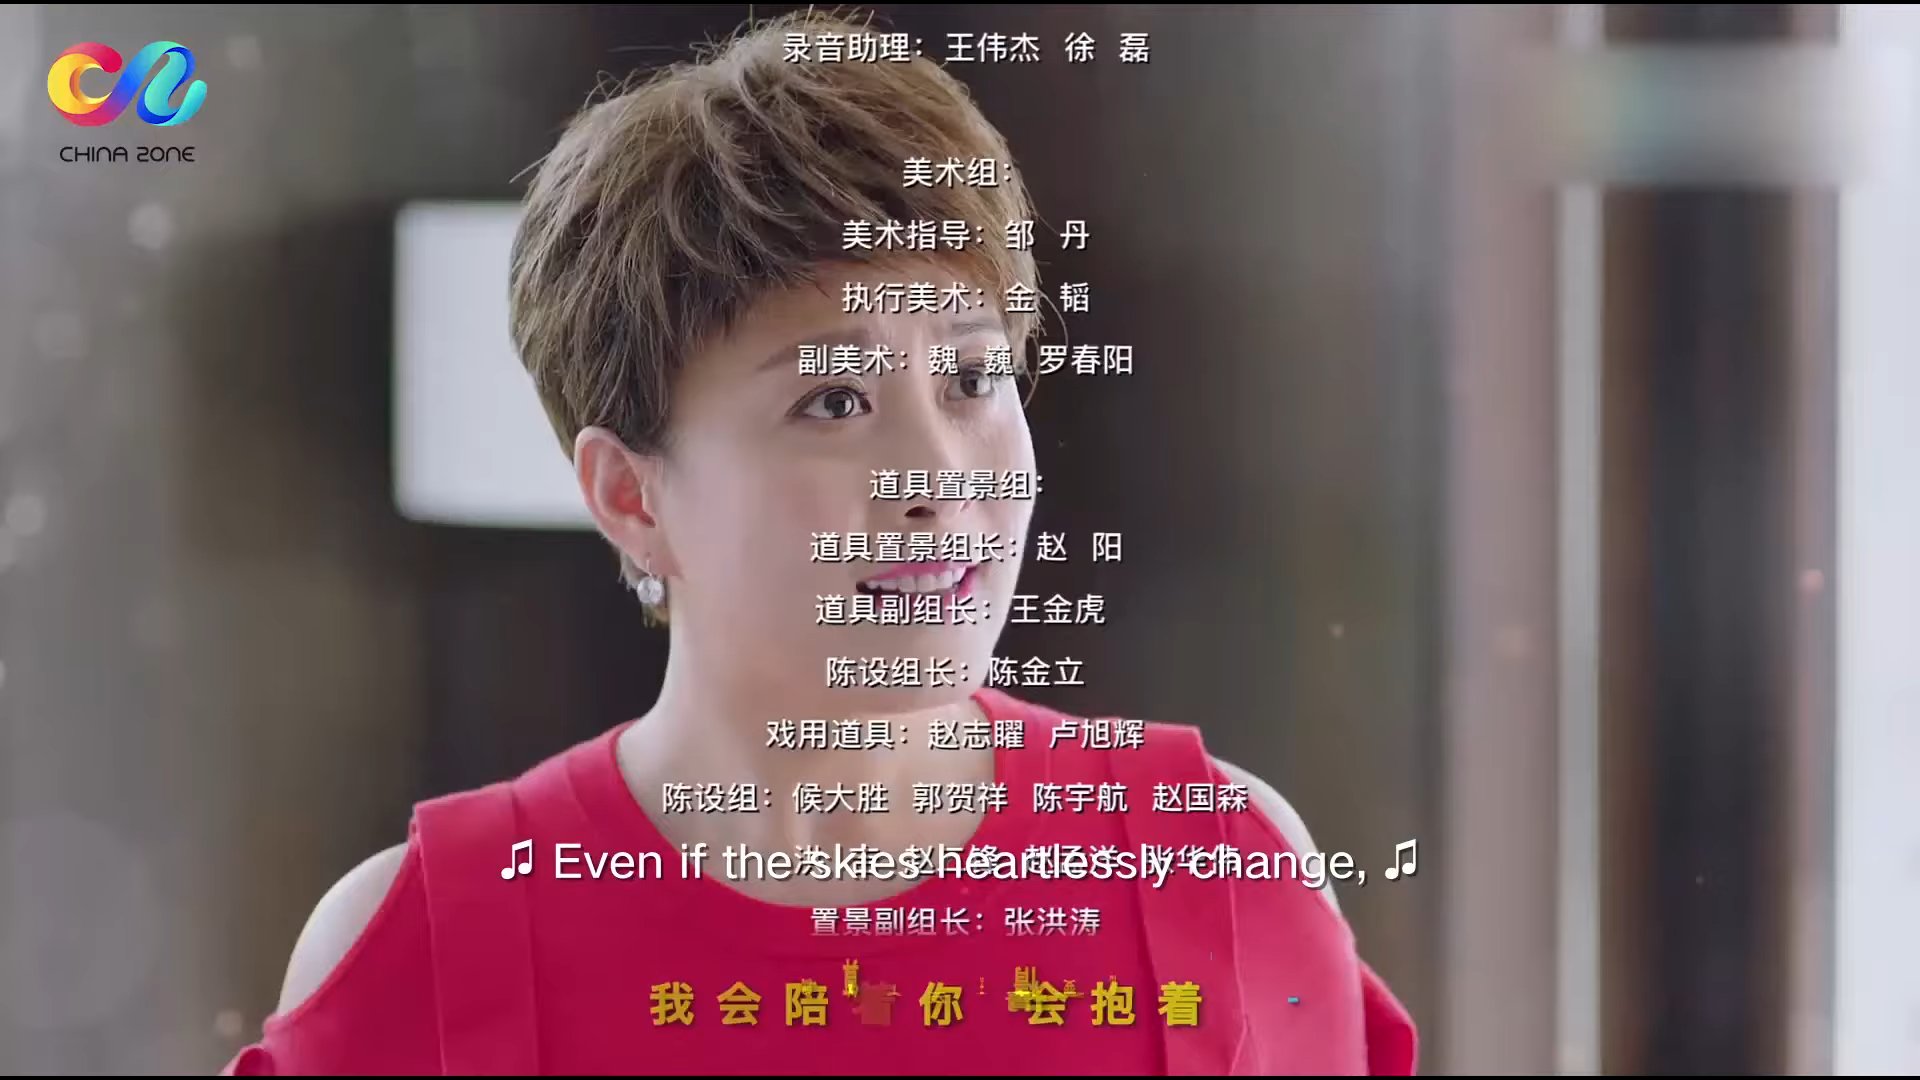 CHINA ZONE
录音助理：王伟杰 徐 磊
美术组：
美术指导：邹 丹
执行美术：金 韬
副美术：魏 巍 罗春阳
道具置景组：
道具置景组长：赵 阳
道具副组长：王金虎
陈设组长：陈金立
戏用道具：赵志曜 卢旭辉
陈设组：候大胜 郭贺祥 陈宇航 赵国森
♫ Even if the skies heartlessly change, ♫
置景副组长：张洪涛
我会陪着你 会抱着